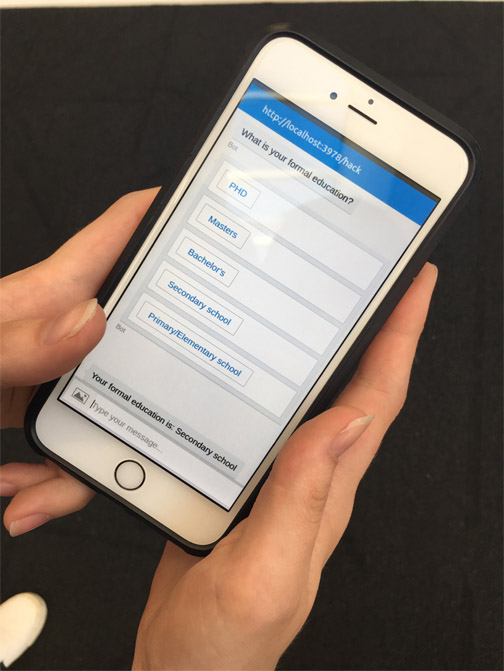 http://localhost:3978/hack
What is your formal education?
Bot
PHD
Masters
Bachelor's
Secondary school
Primary/Elementary school
Bot
Your formal education is: Secondary school
Type your message...